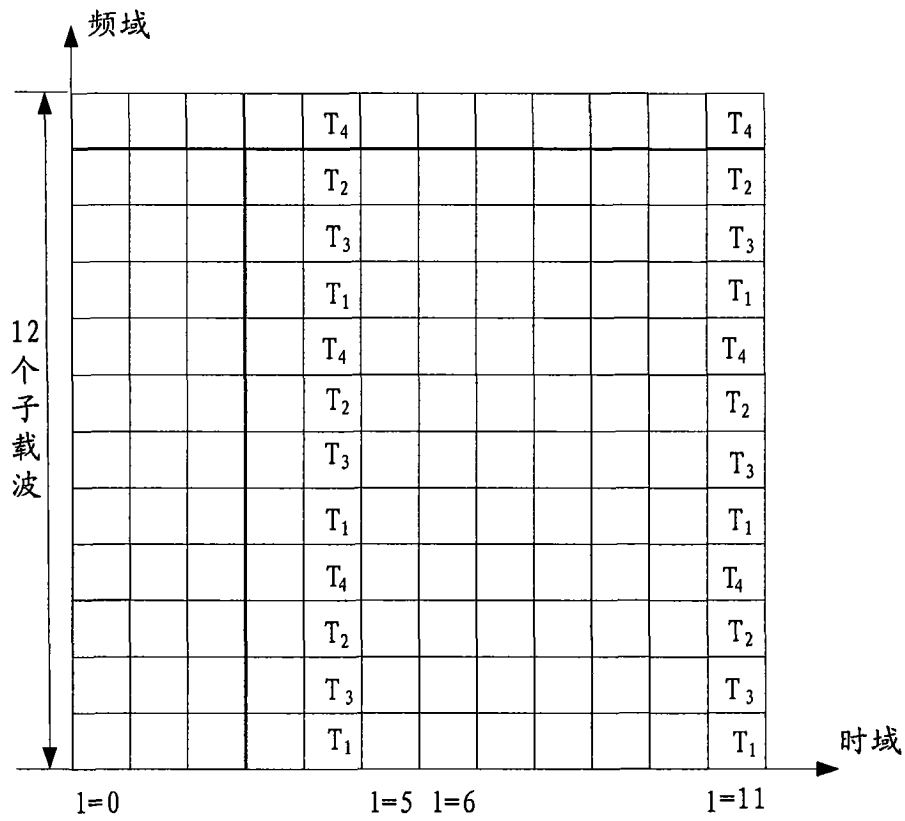 频域
T₄ T₄
T₂ T₂
T₃ T₃
T₁ T₁
T₄ T₄
T₂ T₂
T₃ T₃
T₁ T₁
T₄ T₄
T₂ T₂
T₃ T₃
T₁ T₁
12
个
子
载
波
时域
l=0 l=5 l=6 l=11